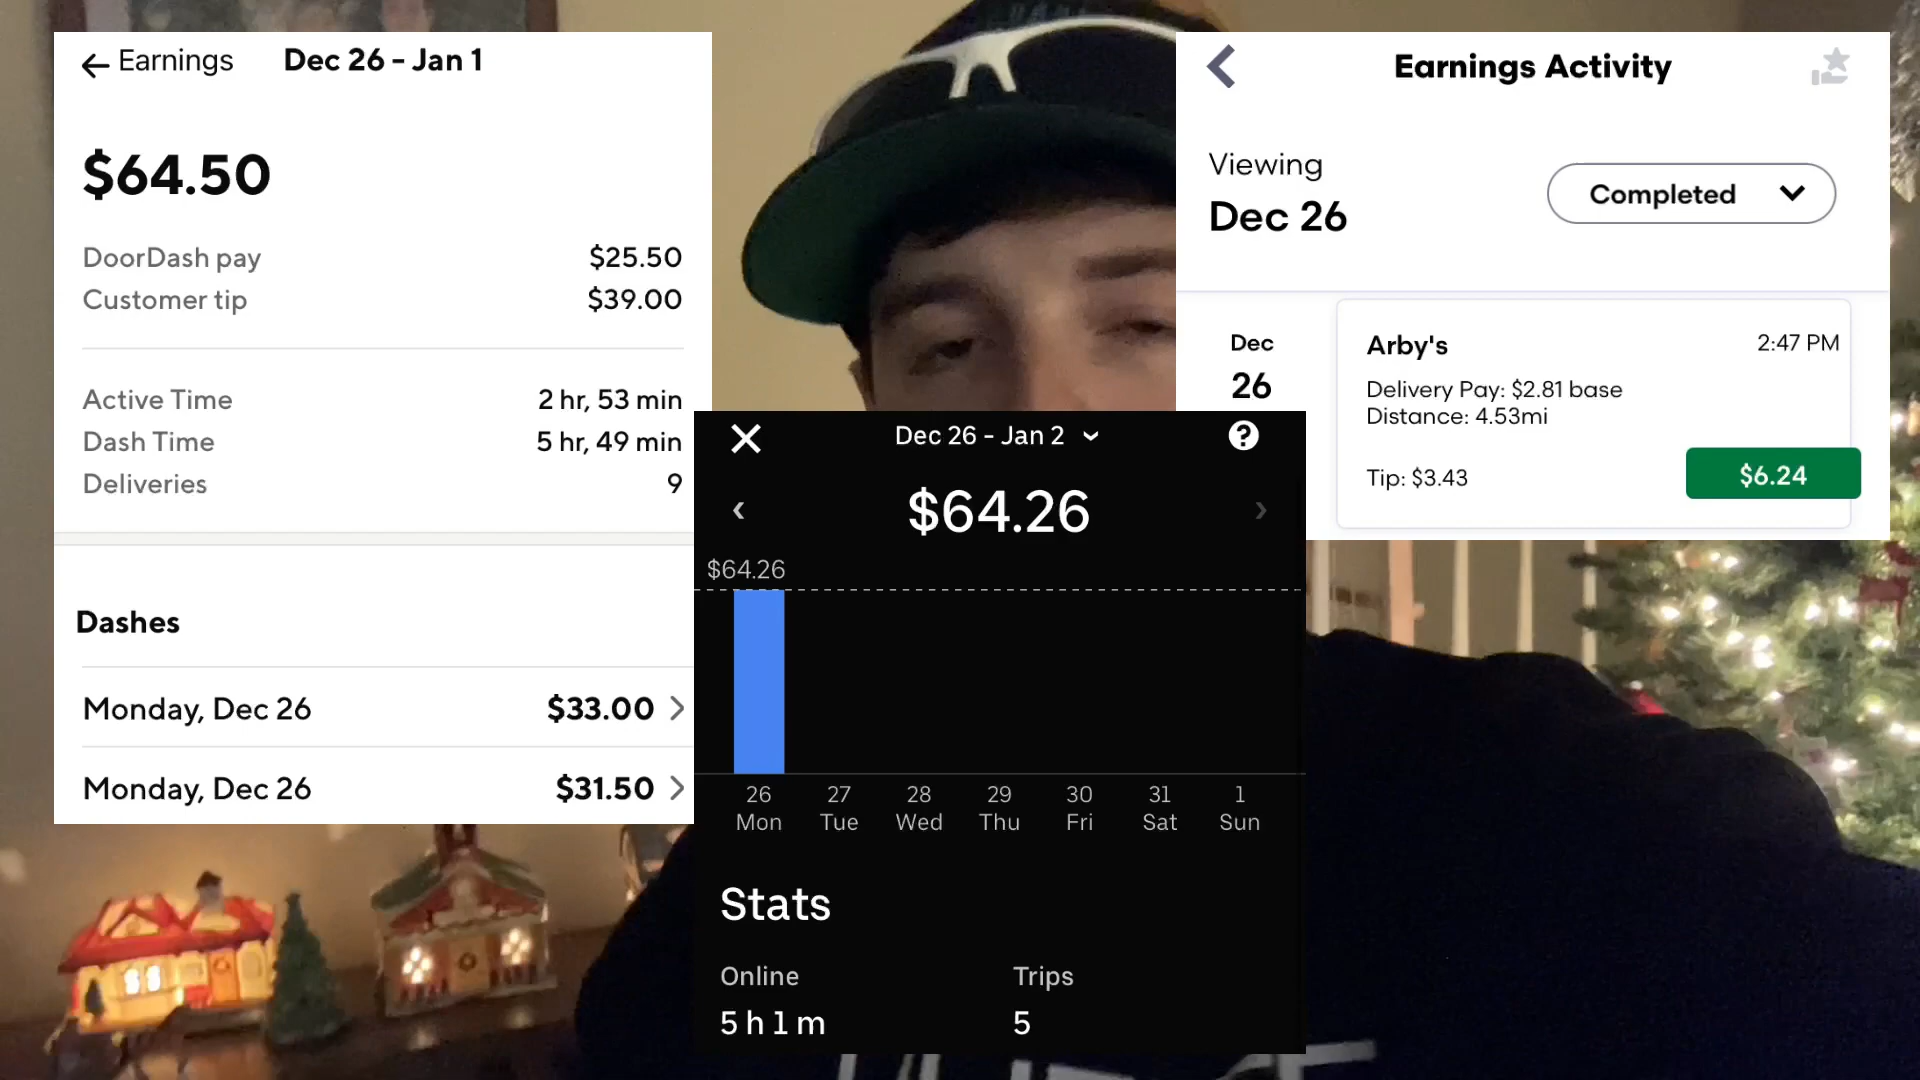 Earnings
Dec 26 - Jan 1
$64.50
DoorDash pay $25.50
Customer tip $39.00
Active Time 2 hr, 53 min
Dash Time 5 hr, 49 min
Deliveries 9
Dashes
Monday, Dec 26 $33.00
Monday, Dec 26 $31.50
Dec 26 - Jan 2
$64.26
$64.26
26 27 28 29 30 31 1
Mon Tue Wed Thu Fri Sat Sun
Stats
Online Trips
5 h 1 m 5
Earnings Activity
Viewing
Dec 26
Completed
Dec
26
Arby's 2:47 PM
Delivery Pay: $2.81 base
Distance: 4.53mi
Tip: $3.43
$6.24